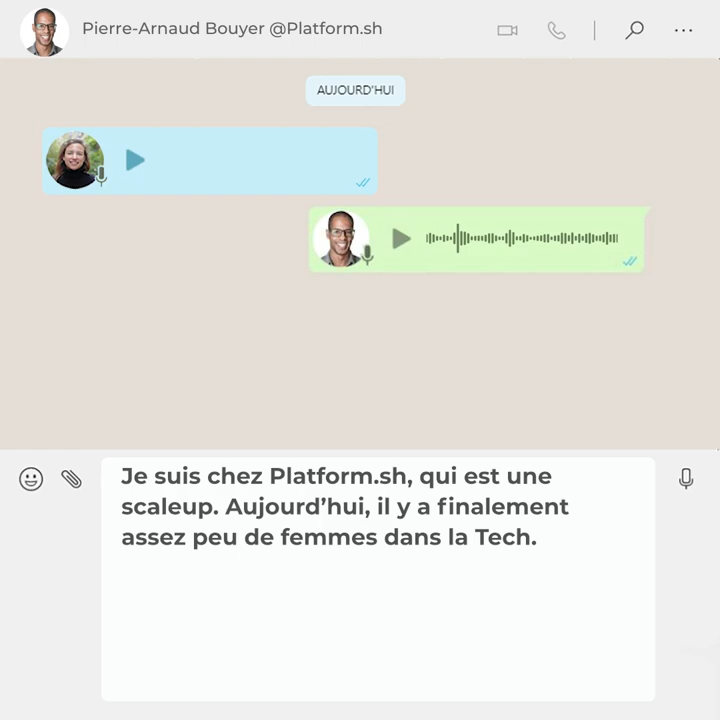 Pierre-Arnaud Bouyer @Platform.sh
AUJOURD'HUI
Je suis chez Platform.sh, qui est une
scaleup. Aujourd’hui, il y a finalement
assez peu de femmes dans la Tech.